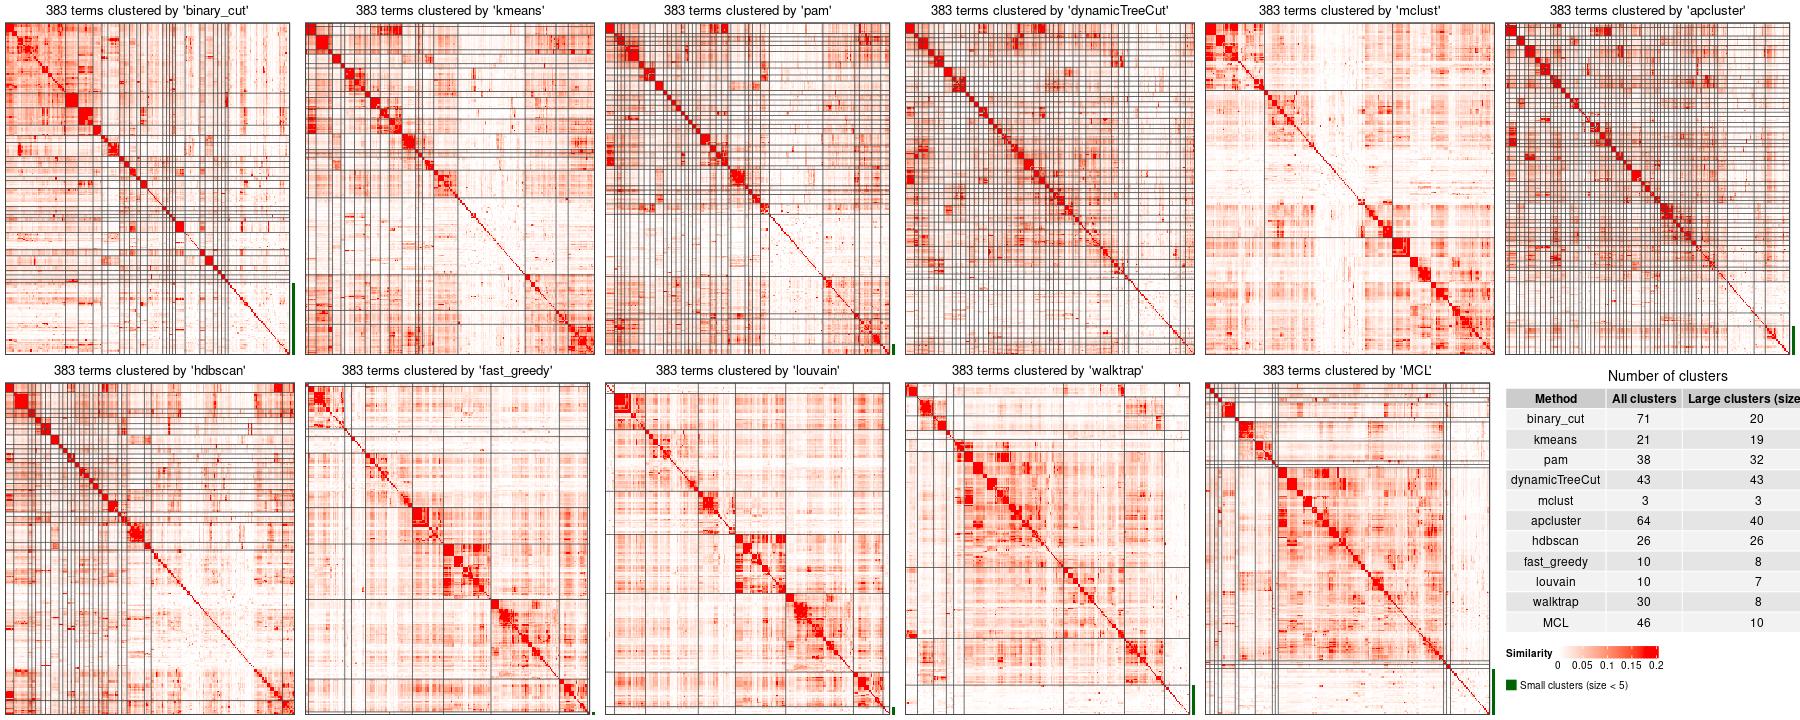 383 terms clustered by 'binary_cut'
383 terms clustered by 'kmeans'
383 terms clustered by 'pam'
383 terms clustered by 'dynamicTreeCut'
383 terms clustered by 'mclust'
383 terms clustered by 'apcluster'
383 terms clustered by 'hdbscan'
383 terms clustered by 'fast_greedy'
383 terms clustered by 'louvain'
383 terms clustered by 'walktrap'
383 terms clustered by 'MCL'
Number of clusters
Method All clusters Large clusters (size
binary_cut 71 20
kmeans 21 19
pam 38 32
dynamicTreeCut 43 43
mclust 3 3
apcluster 64 40
hdbscan 26 26
fast_greedy 10 8
louvain 10 7
walktrap 30 8
MCL 46 10
Similarity
0 0.05 0.1 0.15 0.2
Small clusters (size < 5)